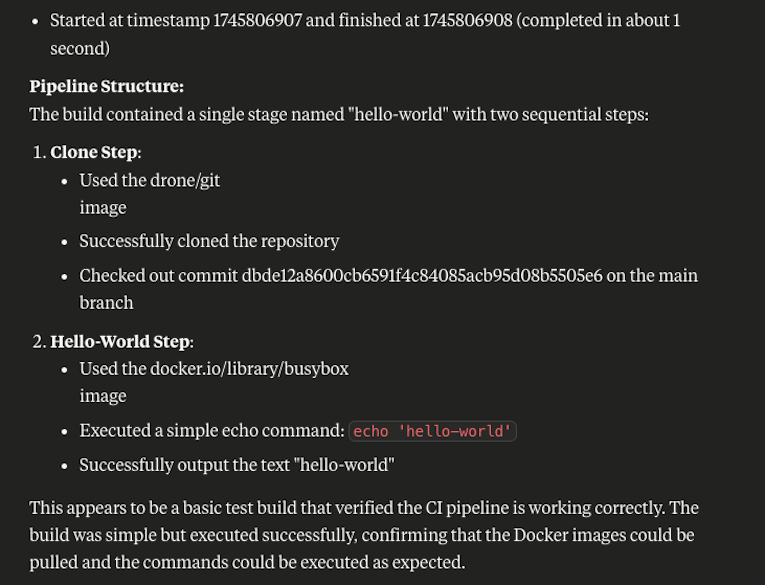 • Started at timestamp 1745806907 and finished at 1745806908 (completed in about 1
second)
Pipeline Structure:
The build contained a single stage named "hello-world" with two sequential steps:
1. Clone Step:
• Used the drone/git
image
• Successfully cloned the repository
• Checked out commit dbde12a8600cb6591f4c84085acb95d08b5505e6 on the main
branch
2. Hello-World Step:
• Used the docker.io/library/busybox
image
• Executed a simple echo command: echo 'hello-world'
• Successfully output the text "hello-world"
This appears to be a basic test build that verified the CI pipeline is working correctly. The
build was simple but executed successfully, confirming that the Docker images could be
pulled and the commands could be executed as expected.